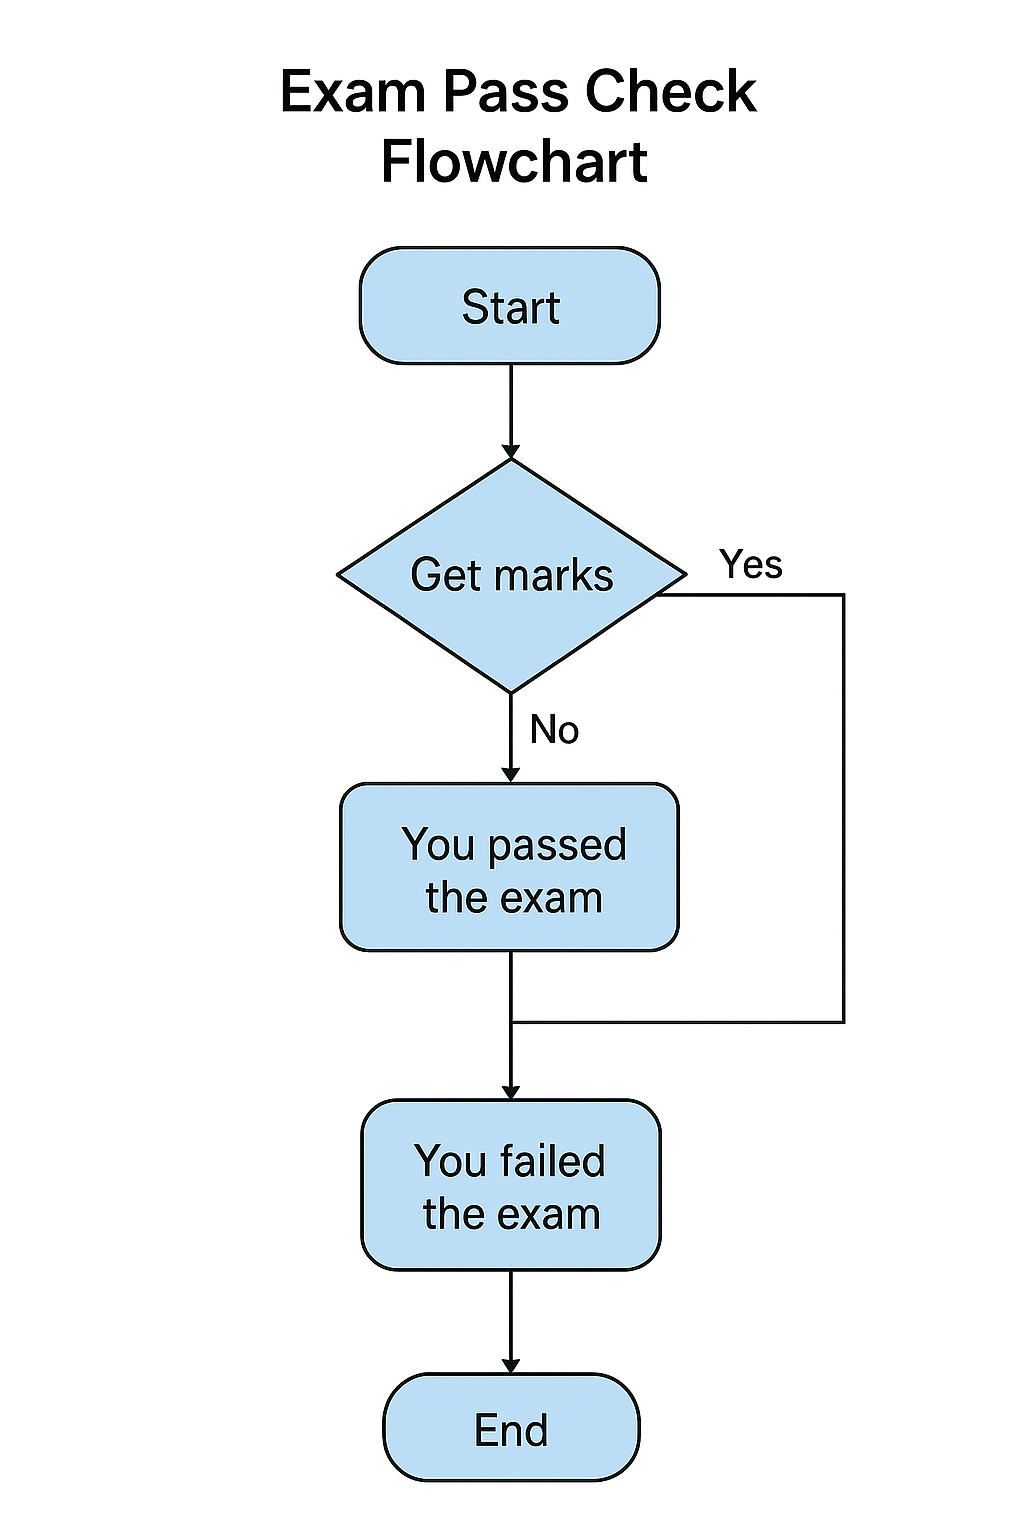 Exam Pass Check
Flowchart
Start
Get marks
Yes
No
You passed
the exam
You failed
the exam
End